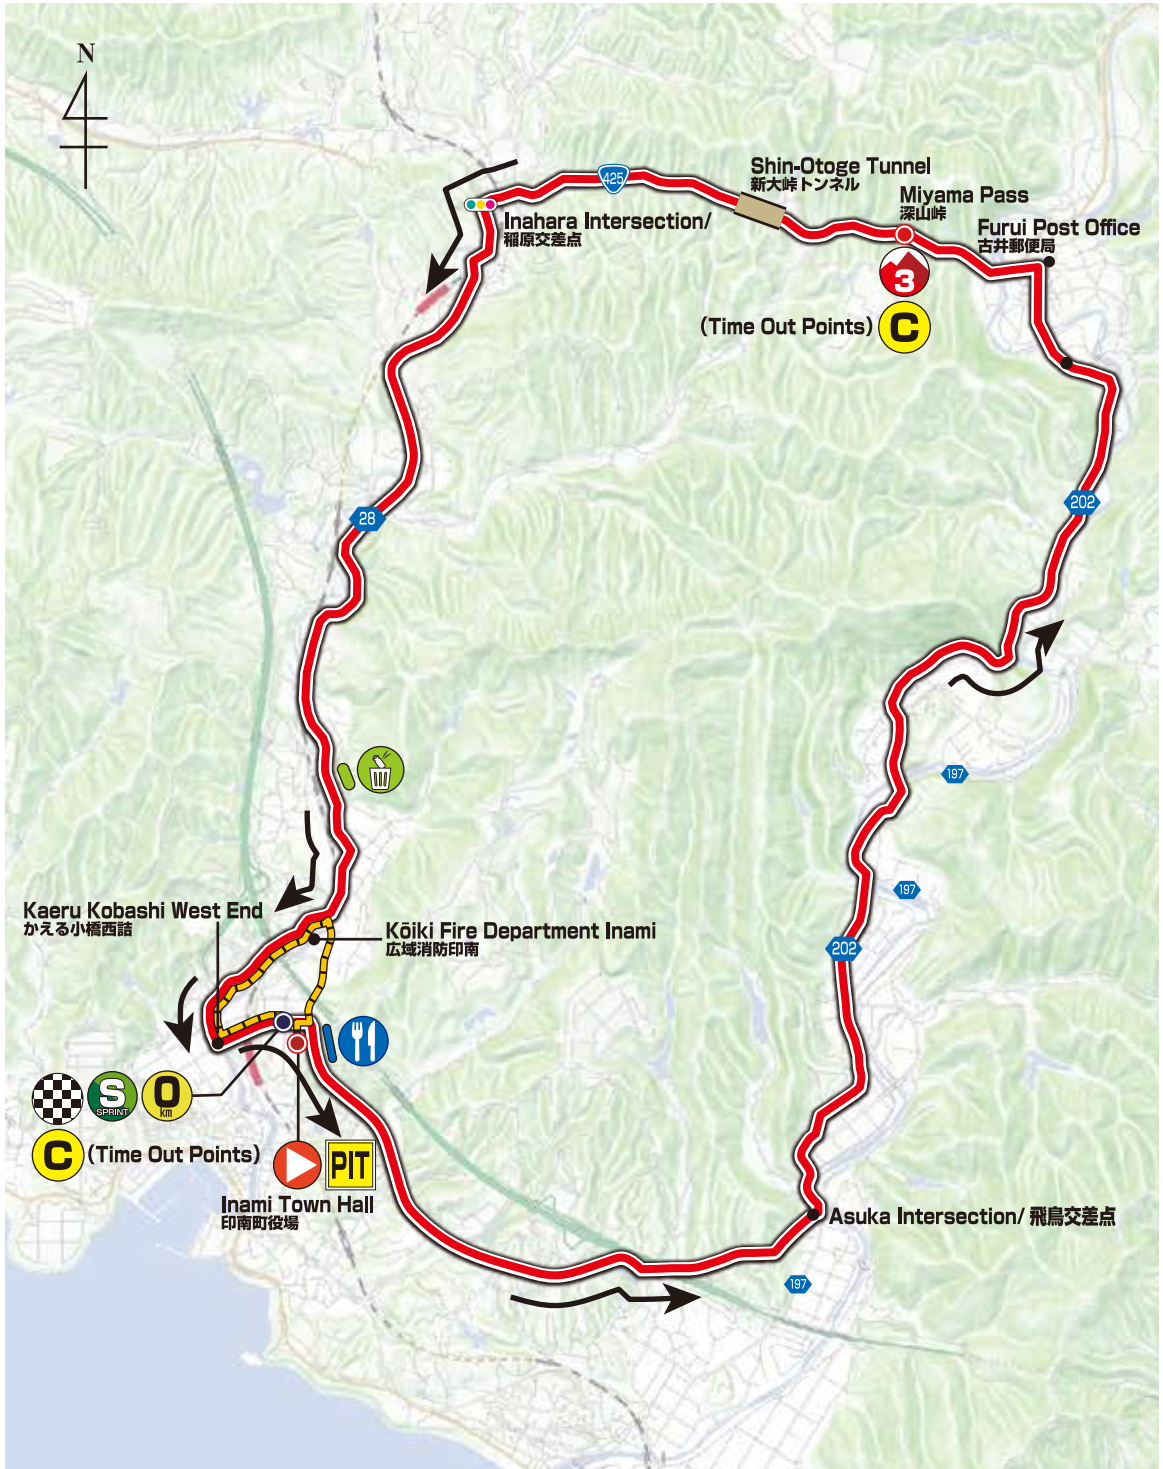 N
425
Shin-Otoge Tunnel
新大峠トンネル
Miyama Pass
深山峠
Furui Post Office
古井郵便局
Inahara Intersection/
稲原交差点
3
(Time Out Points) C
28
202
197
197
Kaeru Kobashi West End
かえる小橋西詰
Kōiki Fire Department Inami
広域消防印南
202
S
SPRINT
0
km
C (Time Out Points)
PIT
Inami Town Hall
印南町役場
Asuka Intersection/ 飛鳥交差点
197